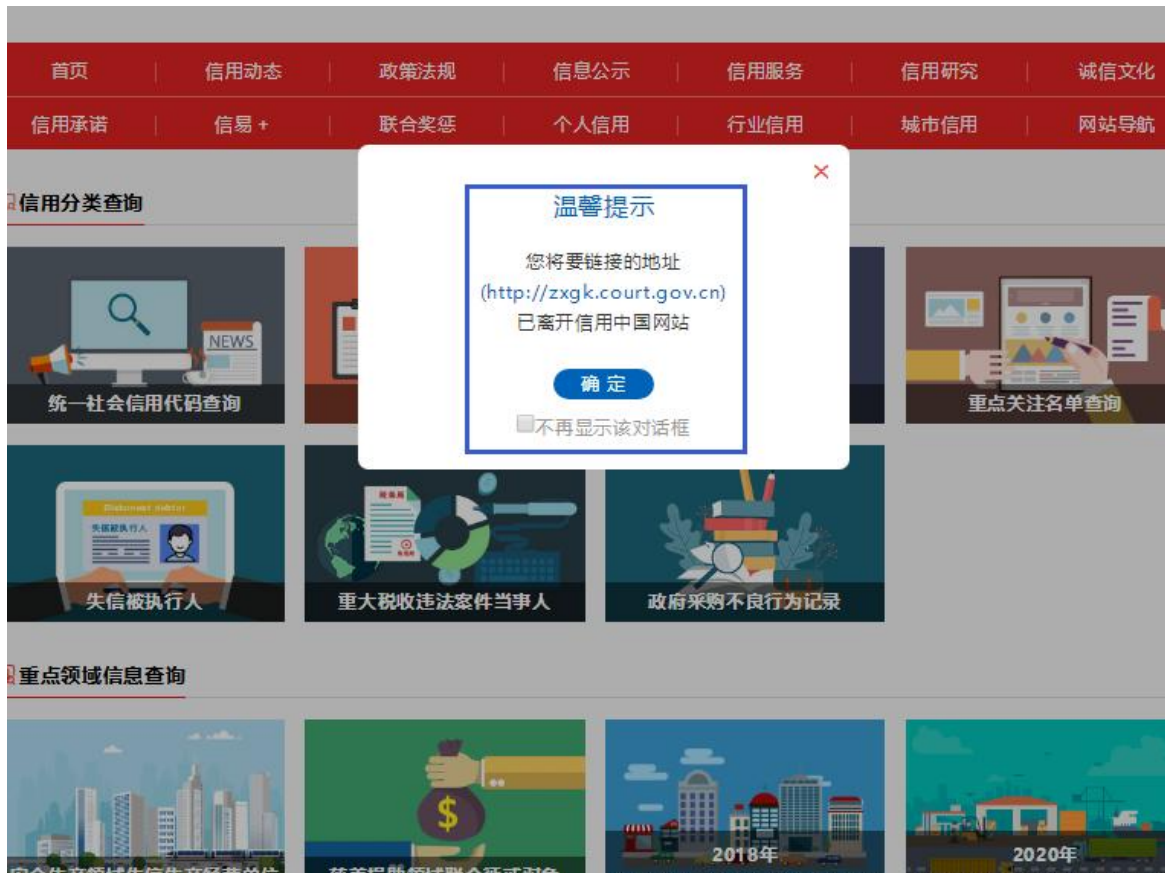 首页
信用动态
政策法规
信息公示
信用服务
信用研究
诚信文化
信用承诺
信易 +
联合奖惩
个人信用
行业信用
城市信用
网站导航
信用分类查询
温馨提示
您将要链接的地址
(http://zxgk.court.gov.cn)
已离开信用中国网站
确 定
不再显示该对话框
NEWS
统一社会信用代码查询
重点关注名单查询
失信被执行人
失信被执行人
重大税收违法案件当事人
政府采购不良行为记录
重点领域信息查询
$
2018年
2020年